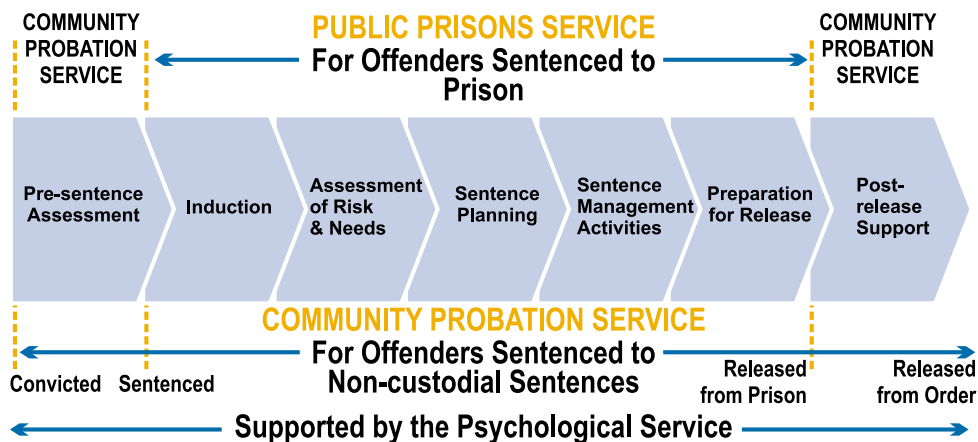 COMMUNITY
PROBATION
SERVICE
PUBLIC PRISONS SERVICE
For Offenders Sentenced to
Prison
COMMUNITY
PROBATION
SERVICE
Pre-sentence
Assessment
Induction
Assessment
of Risk
& Needs
Sentence
Planning
Sentence
Management
Activities
Preparation
for Release
Post-
release
Support
COMMUNITY PROBATION SERVICE
For Offenders Sentenced to
Non-custodial Sentences
Convicted
Sentenced
Released
from Prison
Released
from Order
Supported by the Psychological Service